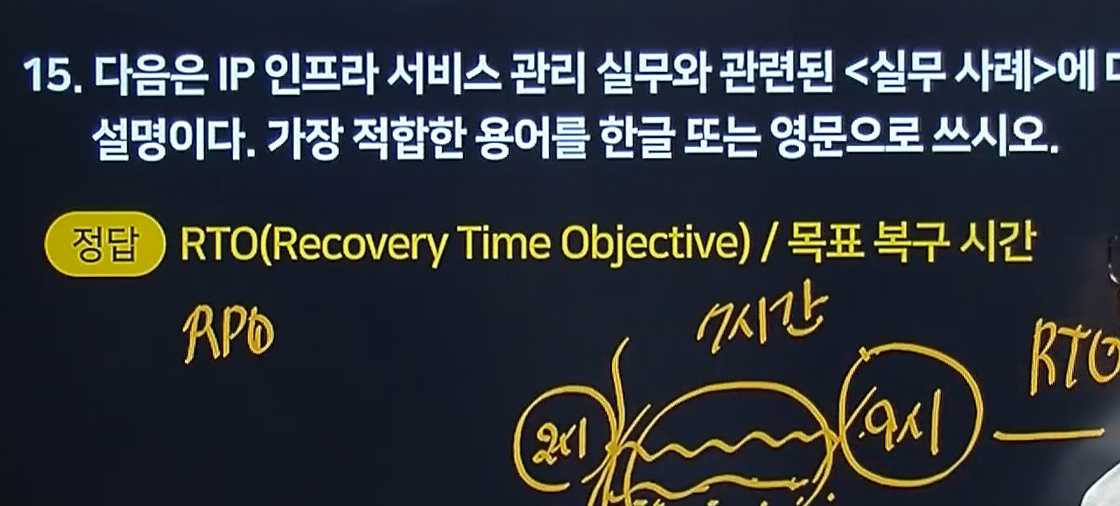 15. 다음은 IP 인프라 서비스 관리 실무와 관련된 <실무 사례>에
설명이다. 가장 적합한 용어를 한글 또는 영문으로 쓰시오.
정답 RTO(Recovery Time Objective) / 목표 복구 시간
RPO 7시간 RTO
2시 9시